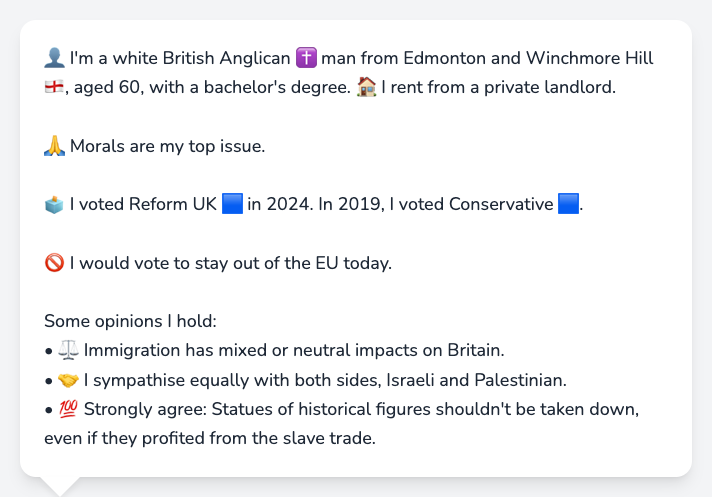 👤 I'm a white British Anglican ✝️ man from Edmonton and Winchmore Hill
🏴󠁧󠁢󠁥󠁮󠁧󠁿, aged 60, with a bachelor's degree. 🏠 I rent from a private landlord.
🙏 Morals are my top issue.
🗳️ I voted Reform UK 🟦 in 2024. In 2019, I voted Conservative 🟦.
🚫 I would vote to stay out of the EU today.
Some opinions I hold:
• ⚖️ Immigration has mixed or neutral impacts on Britain.
• 🤝 I sympathise equally with both sides, Israeli and Palestinian.
• 💯 Strongly agree: Statues of historical figures shouldn't be taken down,
even if they profited from the slave trade.